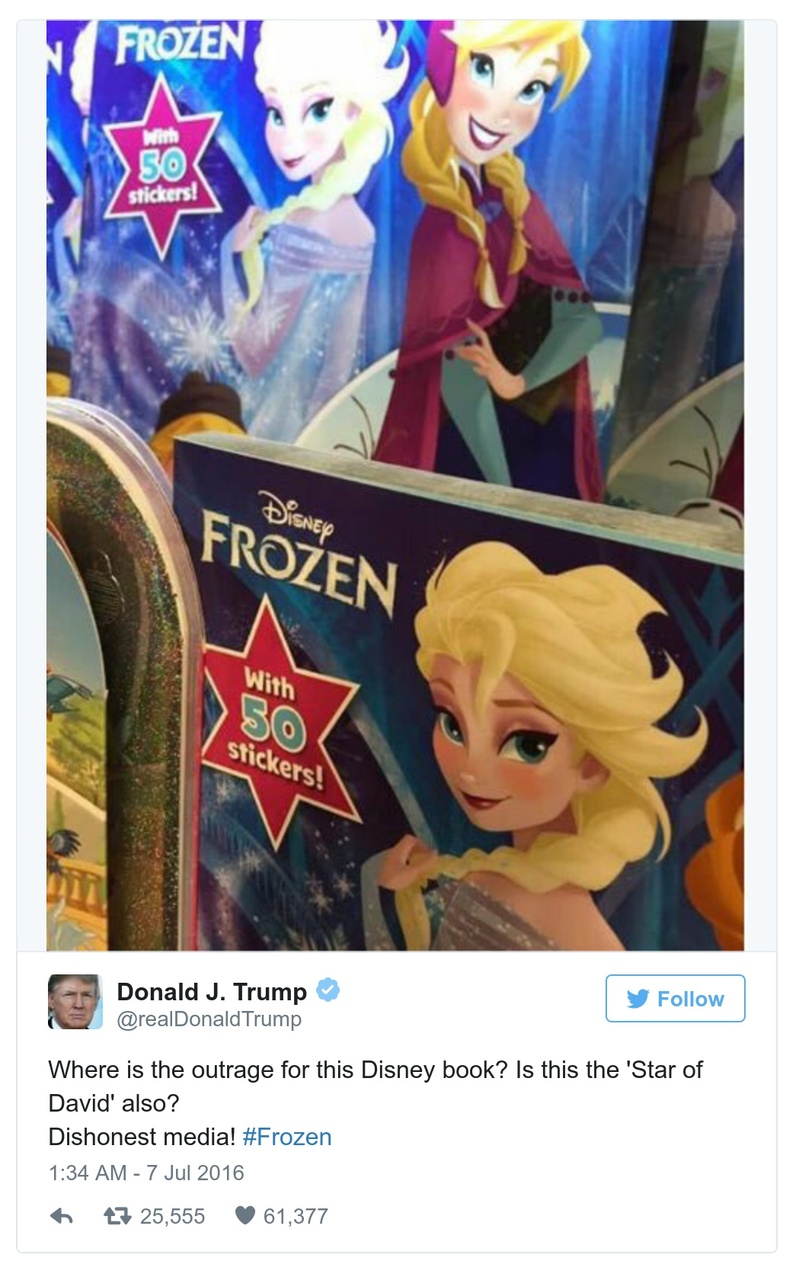 N
FROZEN
With
50
stickers!
Disney
FROZEN
With
50
stickers!
Donald J. Trump
@realDonaldTrump
Follow
Where is the outrage for this Disney book? Is this the 'Star of
David' also?
Dishonest media! #Frozen
1:34 AM - 7 Jul 2016
25,555 61,377